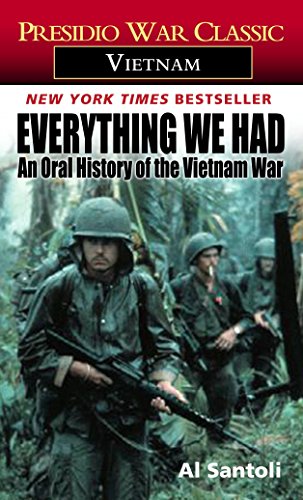 PRESIDIO WAR CLASSIC
VIETNAM
NEW YORK TIMES BESTSELLER
EVERYTHING WE HAD
An Oral History of the Vietnam War
Al Santoli